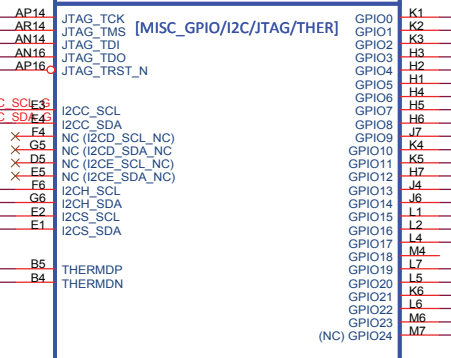 [MISC_GPIO/I2C/JTAG/THER]
AP14 JTAG_TCK
AR14 JTAG_TMS
AN14 JTAG_TDI
AN16 JTAG_TDO
AP16 JTAG_TRST_N
E3 I2CC_SCL
E4 I2CC_SDA
F4 NC (I2CD_SCL_NC)
G5 NC (I2CD_SDA_NC
D5 NC (I2CE_SCL_NC)
E5 NC (I2CE_SDA_NC)
F6 I2CH_SCL
G6 I2CH_SDA
E2 I2CS_SCL
E1 I2CS_SDA
B5 THERMDP
B4 THERMDN
GPIO0 K1
GPIO1 K2
GPIO2 K3
GPIO3 H3
GPIO4 H2
GPIO5 H1
GPIO6 H4
GPIO7 H5
GPIO8 H6
GPIO9 J7
GPIO10 K4
GPIO11 K5
GPIO12 H7
GPIO13 J4
GPIO14 J6
GPIO15 L1
GPIO16 L2
GPIO17 L4
GPIO18 M4
GPIO19 L7
GPIO20 L5
GPIO21 K6
GPIO22 L6
GPIO23 M6
(NC) GPIO24 M7